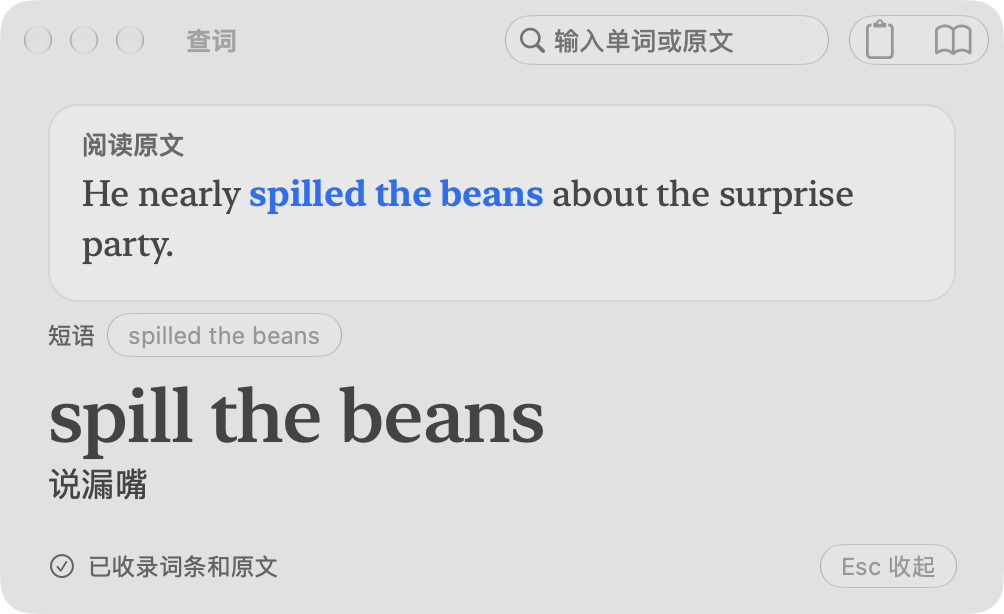 查词
输入单词或原文
阅读原文
He nearly spilled the beans about the surprise
party.
短语 spilled the beans
spill the beans
说漏嘴
已收录词条和原文
Esc 收起